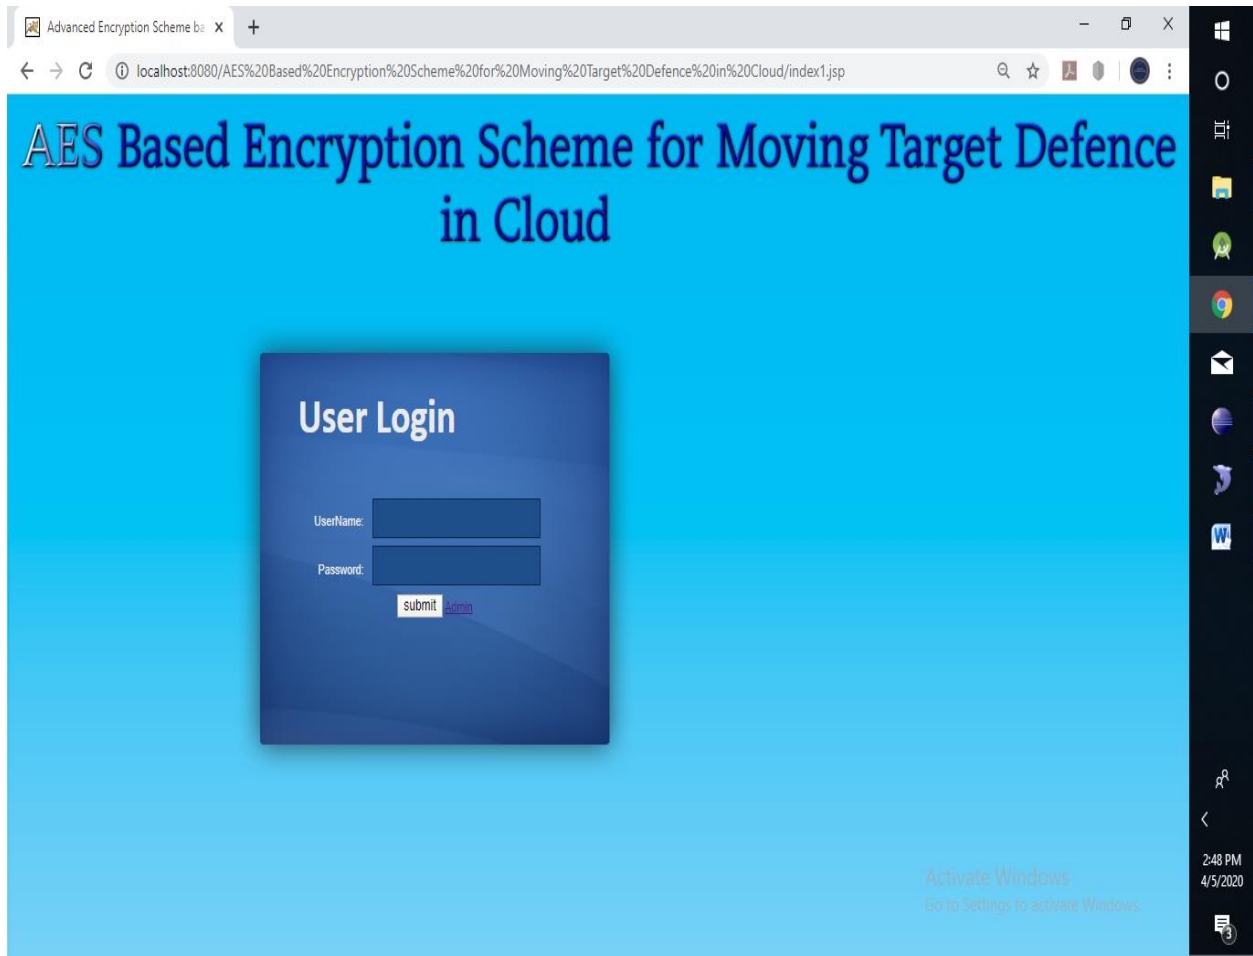 Advanced Encryption Scheme ba
localhost:8080/AES%20Based%20Encryption%20Scheme%20for%20Moving%20Target%20Defence%20in%20Cloud/index1.jsp
AES Based Encryption Scheme for Moving Target Defence
in Cloud
User Login
UserName:
Password:
submit Admin
Activate Windows
Go to Settings to activate Windows.
2:48 PM
4/5/2020
3